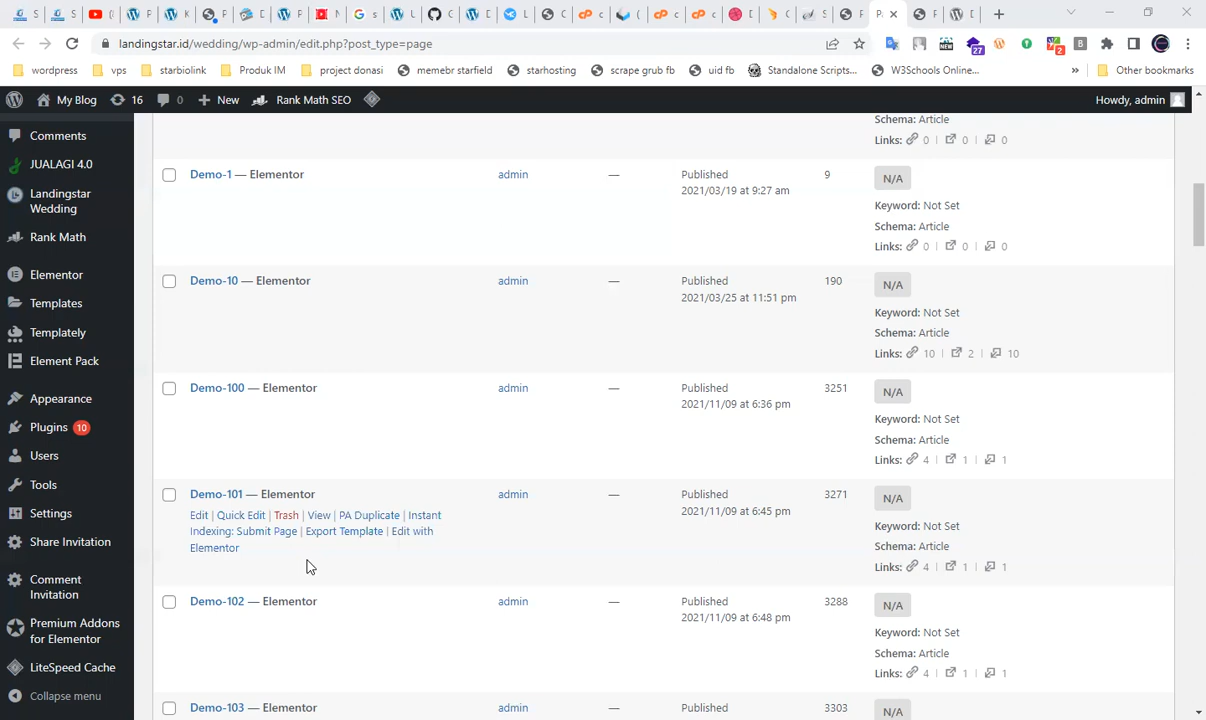 landingstar.id/wedding/wp-admin/edit.php?post_type=page
27
2
wordpress
vps
starbiolink
Produk IM
project donasi
memebr starfield
starhosting
scrape grub fb
uid fb
Standalone Scripts...
W3Schools Online...
»
Other bookmarks
My Blog
16
0
New
Rank Math SEO
Howdy, admin
Comments
JUALAGI 4.0
Landingstar
Wedding
Rank Math
Elementor
Templates
Templately
Element Pack
Appearance
Plugins 10
Users
Tools
Settings
Share Invitation
Comment
Invitation
Premium Addons
for Elementor
LiteSpeed Cache
Collapse menu
Schema: Article
Links: 0 | 0 | 0
Demo-1 — Elementor
admin
—
Published
2021/03/19 at 9:27 am
9
N/A
Keyword: Not Set
Schema: Article
Links: 0 | 0 | 0
Demo-10 — Elementor
admin
—
Published
2021/03/25 at 11:51 pm
190
N/A
Keyword: Not Set
Schema: Article
Links: 10 | 2 | 10
Demo-100 — Elementor
admin
—
Published
2021/11/09 at 6:36 pm
3251
N/A
Keyword: Not Set
Schema: Article
Links: 4 | 1 | 1
Demo-101 — Elementor
Edit | Quick Edit | Trash | View | PA Duplicate | Instant
Indexing: Submit Page | Export Template | Edit with
Elementor
admin
—
Published
2021/11/09 at 6:45 pm
3271
N/A
Keyword: Not Set
Schema: Article
Links: 4 | 1 | 1
Demo-102 — Elementor
admin
—
Published
2021/11/09 at 6:48 pm
3288
N/A
Keyword: Not Set
Schema: Article
Links: 4 | 1 | 1
Demo-103 — Elementor
admin
—
Published
3303
N/A